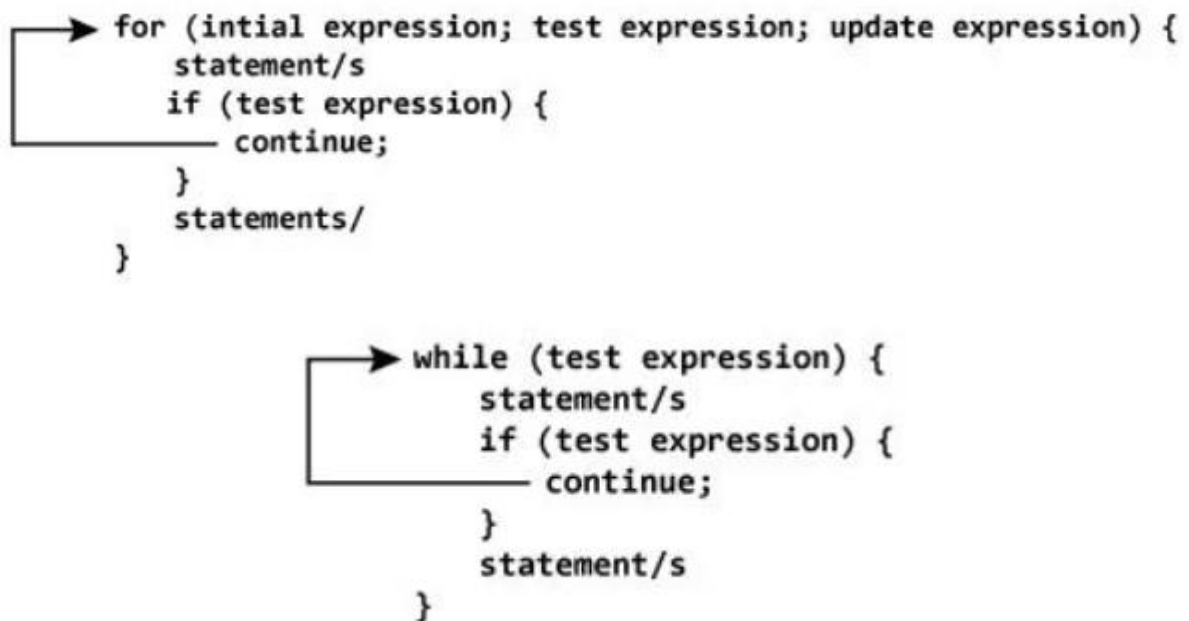 for (intial expression; test expression; update expression) {
statement/s
if (test expression) {
continue;
}
statements/
}
while (test expression) {
statement/s
if (test expression) {
continue;
}
statement/s
}